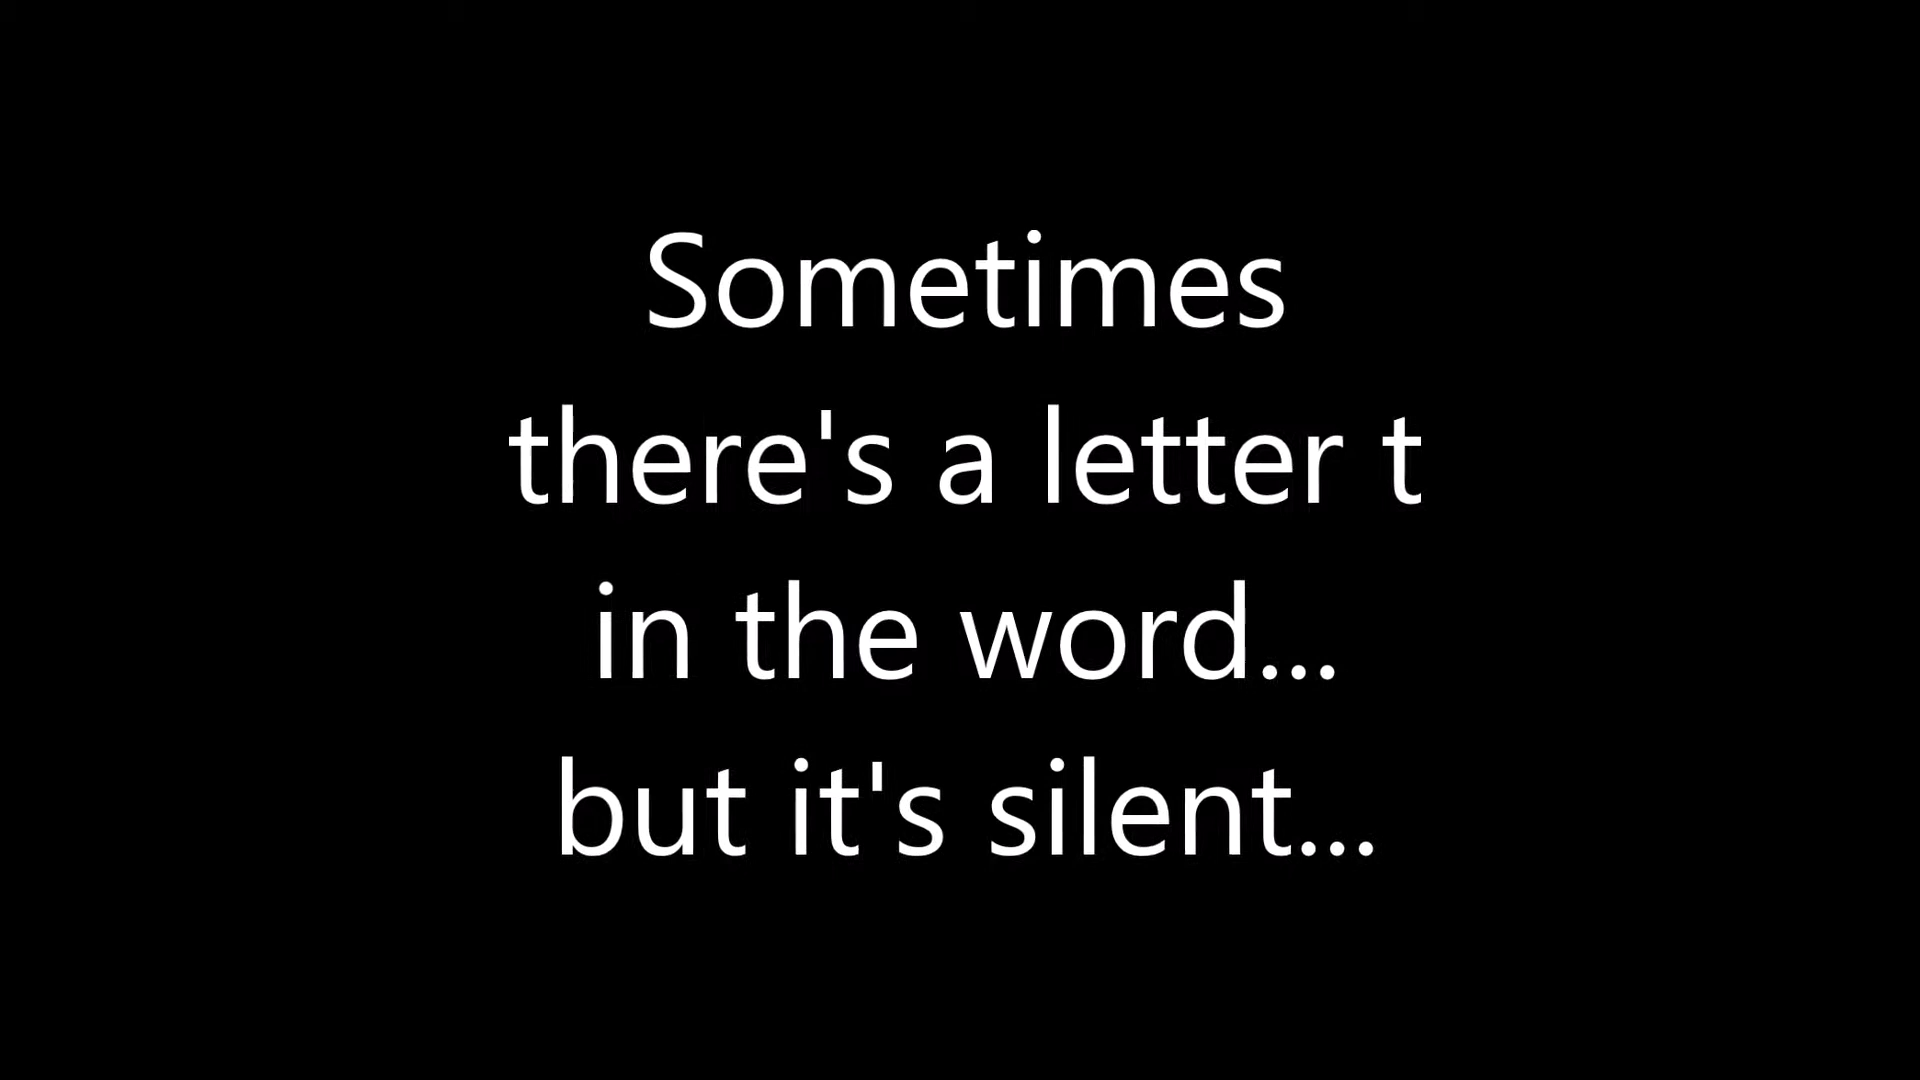 Sometimes
there's a letter t
in the word...
but it's silent...